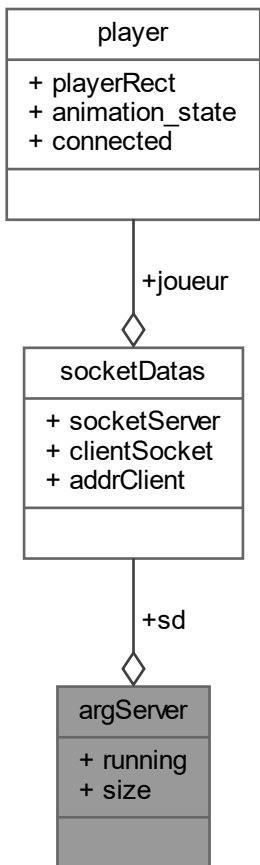 player
+ playerRect
+ animation_state
+ connected
+joueur
socketDatas
+ socketServer
+ clientSocket
+ addrClient
+sd
argServer
+ running
+ size